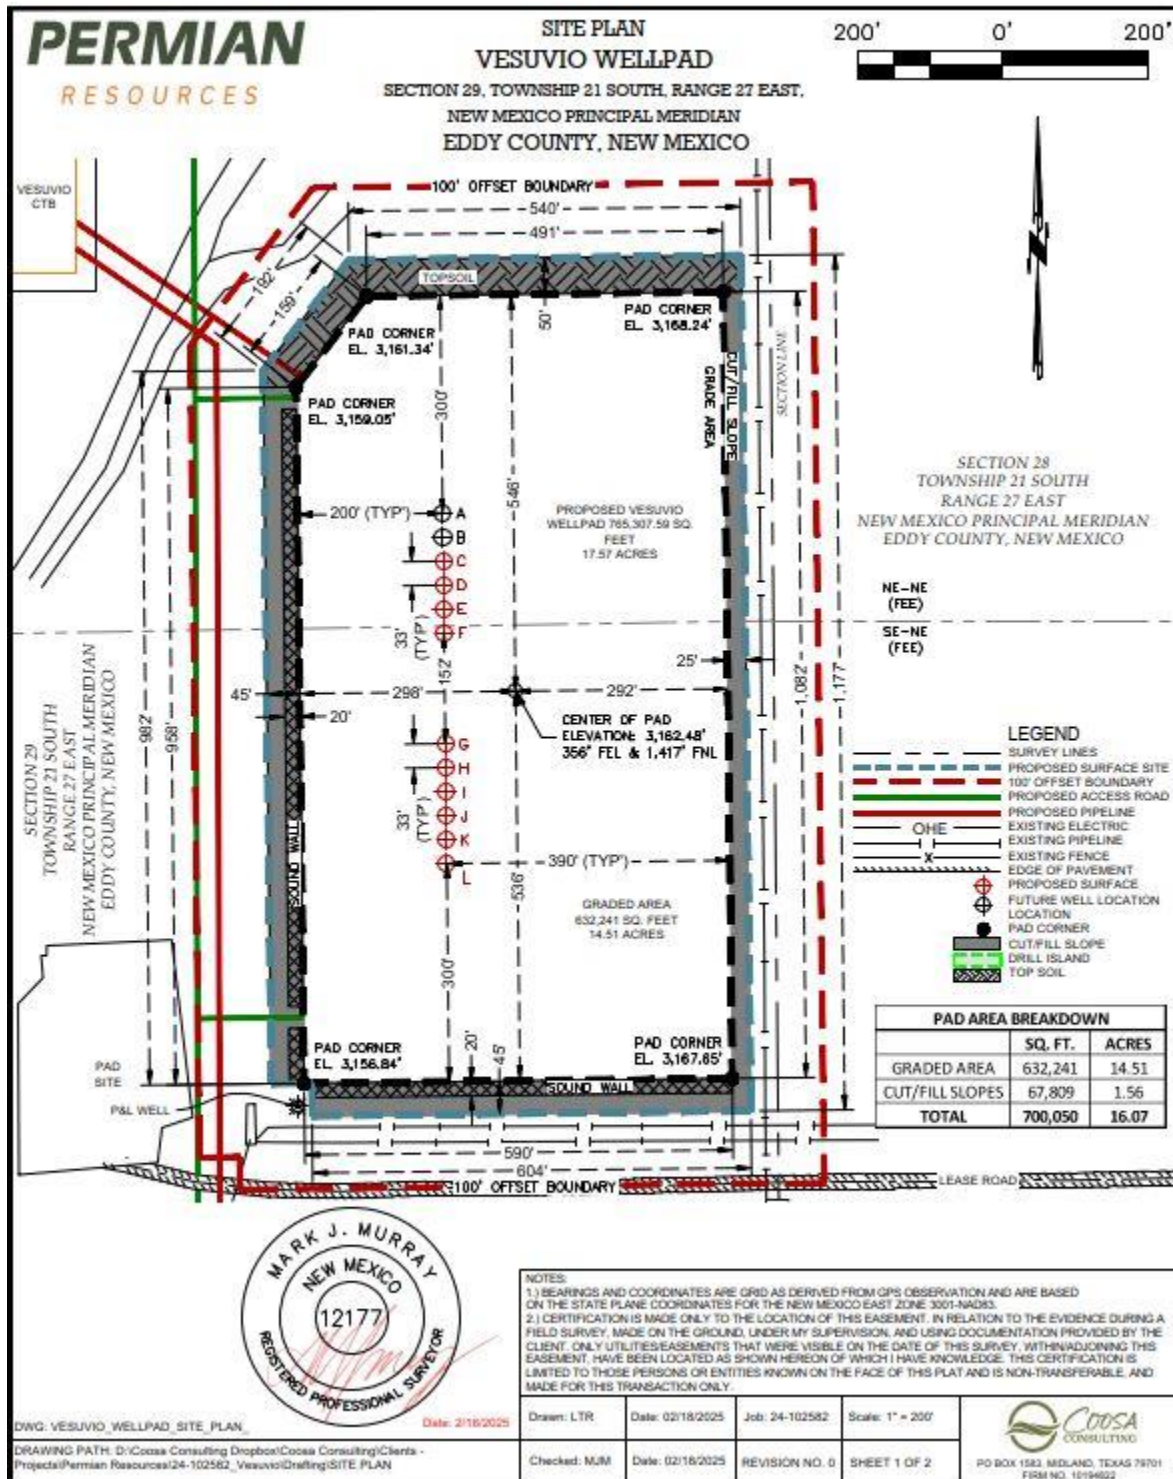 PERMIAN
RESOURCES
SITE PLAN
VESUVIO WELLPAD
SECTION 29, TOWNSHIP 21 SOUTH, RANGE 27 EAST,
NEW MEXICO PRINCIPAL MERIDIAN
EDDY COUNTY, NEW MEXICO
200' 0' 200'
VESUVIO
CTB
100' OFFSET BOUNDARY
540'
491'
192'
159'
TOPSOIL
50'
PAD CORNER
EL. 3,161.34'
PAD CORNER
EL. 3,168.24'
PAD CORNER
EL. 3,159.05'
300'
546'
CUT/FILL SLOPE
GRADE AREA
SECTION LINE
N
SECTION 28
TOWNSHIP 21 SOUTH
RANGE 27 EAST
NEW MEXICO PRINCIPAL MERIDIAN
EDDY COUNTY, NEW MEXICO
200' (TYP')
A
B
C
D
E
F
PROPOSED VESUVIO
WELLPAD 765,307.59 SQ.
FEET
17.57 ACRES
NE-NE
(FEE)
SE-NE
(FEE)
33'
(TYP')
152'
25'
1,082'
1,177'
45'
298'
292'
20'
982'
958'
CENTER OF PAD
ELEVATION: 3,162.48'
356' FEL & 1,417' FNL
SECTION 29
TOWNSHIP 21 SOUTH
RANGE 27 EAST
NEW MEXICO PRINCIPAL MERIDIAN
EDDY COUNTY, NEW MEXICO
G
H
I
J
K
L
33'
(TYP')
390' (TYP')
SOUND WALL
536'
300'
GRADED AREA
632,241 SQ. FEET
14.51 ACRES
LEGEND
SURVEY LINES
PROPOSED SURFACE SITE
100' OFFSET BOUNDARY
PROPOSED ACCESS ROAD
PROPOSED PIPELINE
OHE EXISTING ELECTRIC
EXISTING PIPELINE
X EXISTING FENCE
EDGE OF PAVEMENT
PROPOSED SURFACE
FUTURE WELL LOCATION
LOCATION
PAD CORNER
CUT/FILL SLOPE
DRILL ISLAND
TOP SOIL
PAD AREA BREAKDOWN
SQ. FT. ACRES
GRADED AREA 632,241 14.51
CUT/FILL SLOPES 67,809 1.56
TOTAL 700,050 16.07
PAD CORNER
EL. 3,156.84'
20'
45'
PAD CORNER
EL. 3,167.65'
PAD
SITE
P&L WELL
SOUND WALL
590'
604'
100' OFFSET BOUNDARY
LEASE ROAD
MARK J. MURRAY
NEW MEXICO
12177
REGISTERED PROFESSIONAL SURVEYOR
Date: 2/18/2025
NOTES:
1.) BEARINGS AND COORDINATES ARE GRID AS DERIVED FROM GPS OBSERVATION AND ARE BASED
ON THE STATE PLANE COORDINATES FOR THE NEW MEXICO EAST ZONE 3001-NAD83.
2.) CERTIFICATION IS MADE ONLY TO THE LOCATION OF THIS EASEMENT, IN RELATION TO THE EVIDENCE DURING A
FIELD SURVEY, MADE ON THE GROUND, UNDER MY SUPERVISION, AND USING DOCUMENTATION PROVIDED BY THE
CLIENT. ONLY UTILITIES/EASEMENTS THAT WERE VISIBLE ON THE DATE OF THIS SURVEY, WITHIN/ADJOINING THIS
EASEMENT, HAVE BEEN LOCATED AS SHOWN HEREON OF WHICH I HAVE KNOWLEDGE. THIS CERTIFICATION IS
LIMITED TO THOSE PERSONS OR ENTITIES KNOWN ON THE FACE OF THIS PLAT AND IS NON-TRANSFERABLE, AND
MADE FOR THIS TRANSACTION ONLY.
DWG: VESUVIO_WELLPAD_SITE_PLAN_
DRAWING PATH: D:\Coosa Consulting Dropbox\Coosa Consulting\Clients -
Projects\Permian Resources\24-102582_Vesuvio\Drafting\SITE PLAN
Drawn: LTR Date: 02/18/2025 Job: 24-102582 Scale: 1" = 200'
Checked: MJM Date: 02/18/2025 REVISION NO. 0 SHEET 1 OF 2
COOSA
CONSULTING
PO BOX 1583, MIDLAND, TEXAS 79701
FIRM NO. 10194622